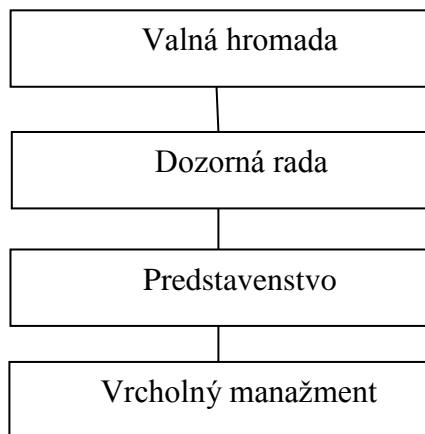 Valná hromada
Dozorná rada
Predstavenstvo
Vrcholný manažment